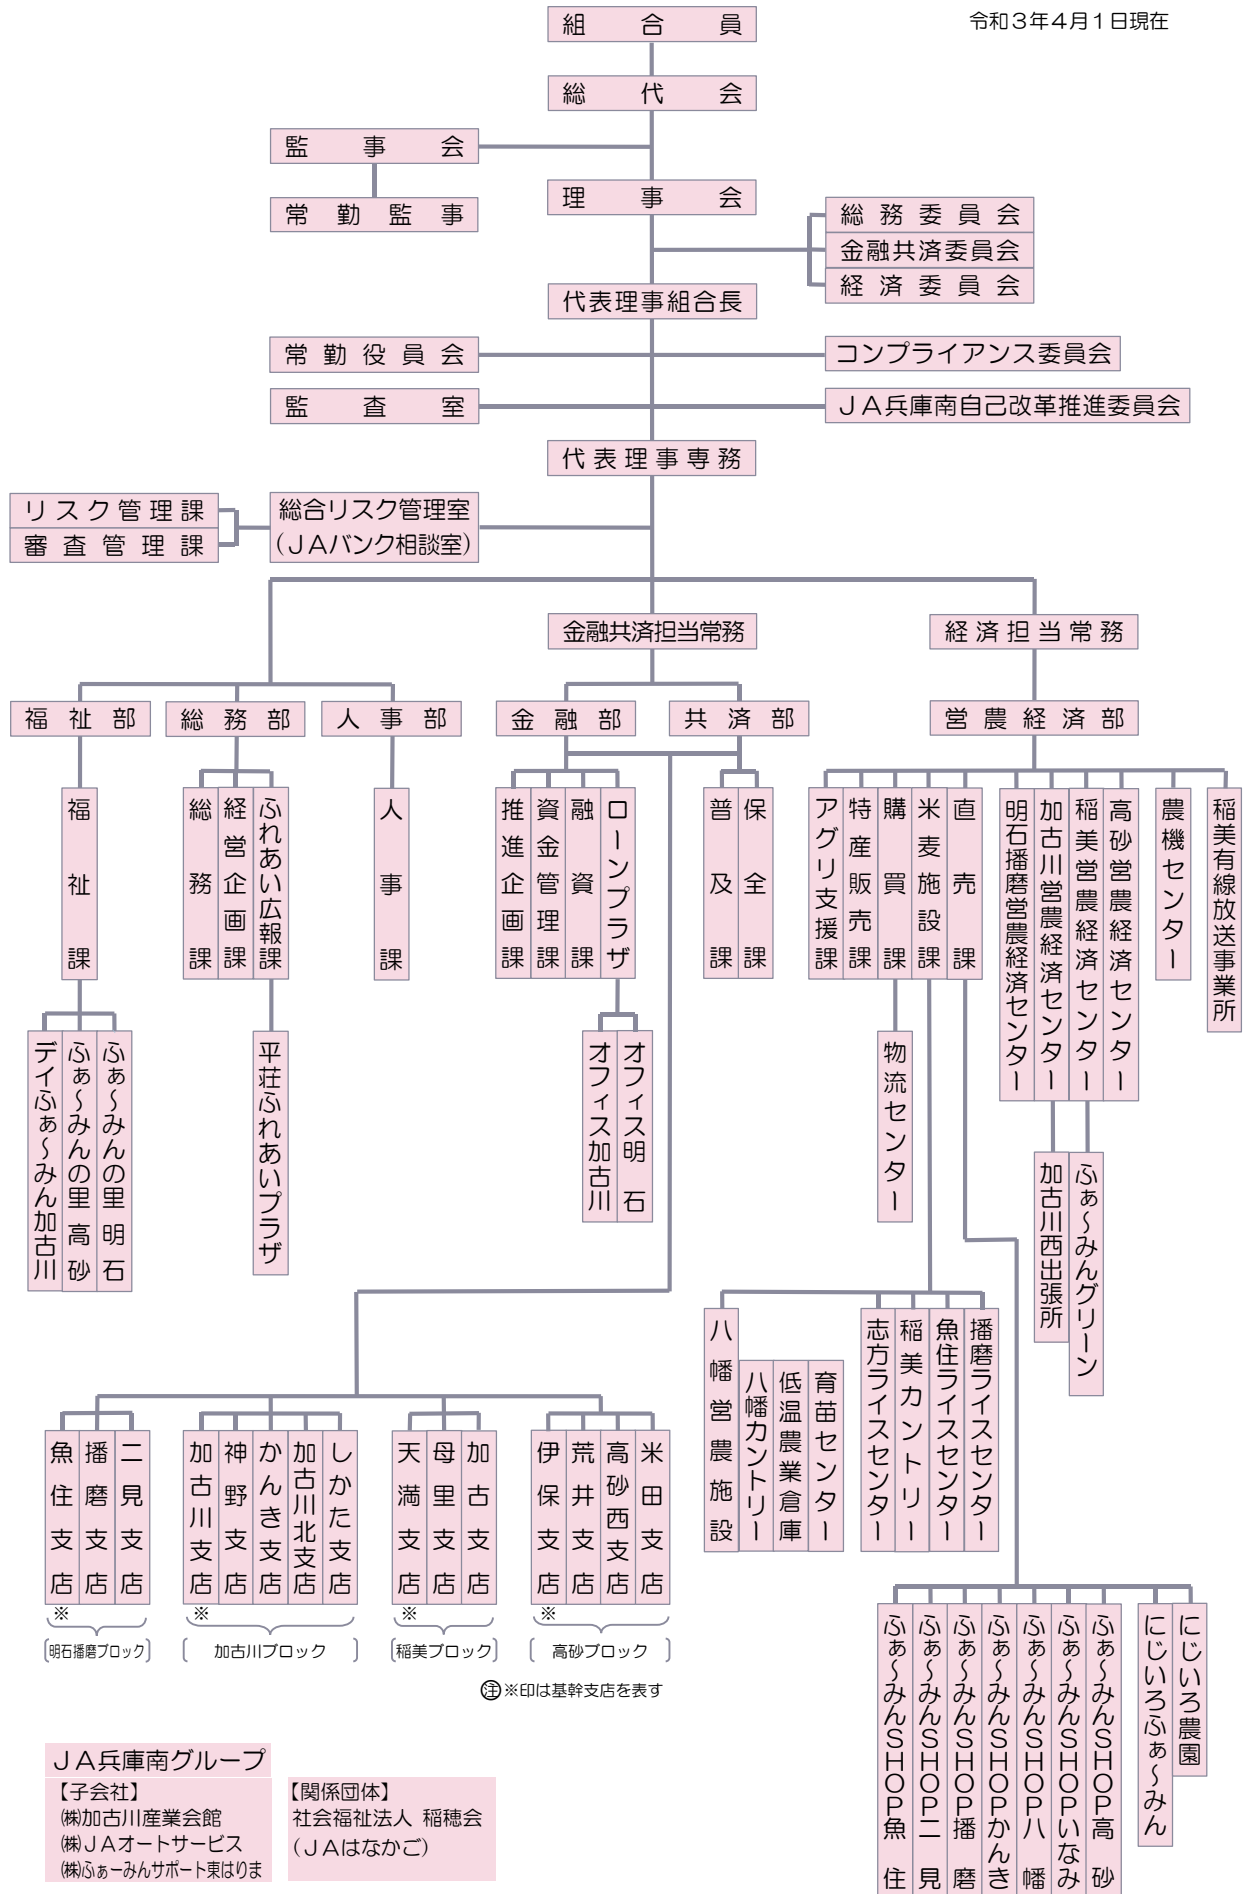 令和3年4月1日現在
組合員
総代会
監事会
常勤監事
理事会
総務委員会
金融共済委員会
経済委員会
代表理事組合長
常勤役員会
コンプライアンス委員会
監査室
JA兵庫南自己改革推進委員会
代表理事専務
リスク管理課
審査管理課
総合リスク管理室
(JAバンク相談室)
金融共済担当常務
経済担当常務
福祉部
総務部
人事部
金融部
共済部
営農経済部
福祉課
総務課
経営企画課
ふれあい広報課
人事課
推進企画課
資金管理課
融資課
ローンプラザ
普及課
保全課
アグリ支援課
特産販売課
購買課
米麦施設課
直売課
明石播磨営農経済センター
加古川営農経済センター
稲美営農経済センター
高砂営農経済センター
農機センター
稲美有線放送事業所
デイふぁ〜みん加古川
ふぁ〜みんの里 高砂
ふぁ〜みんの里 明石
平荘ふれあいプラザ
オフィス加古川
オフィス明石
物流センター
加古川西出張所
ふぁ〜みんグリーン
八幡営農施設
八幡カントリー
低温農業倉庫
育苗センター
志方ライスセンター
稲美カントリー
魚住ライスセンター
播磨ライスセンター
魚住支店
播磨支店
二見支店
加古川支店
神野支店
かんき支店
加古川北支店
しかた支店
天満支店
母里支店
加古支店
伊保支店
荒井支店
高砂西支店
米田支店
※
※
※
※
〔明石播磨ブロック〕
〔加古川ブロック〕
〔稲美ブロック〕
〔高砂ブロック〕
㊟※印は基幹支店を表す
ふぁ〜みんSHOP魚住
ふぁ〜みんSHOP二見
ふぁ〜みんSHOP播磨
ふぁ〜みんSHOPかんき
ふぁ〜みんSHOP八幡
ふぁ〜みんSHOPいなみ
ふぁ〜みんSHOP高砂
にじいろふぁ〜みん
にじいろ農園
JA兵庫南グループ
【子会社】
㈱加古川産業会館
㈱JAオートサービス
㈱ふぁーみんサポート東はりま
【関係団体】
社会福祉法人 稲穂会
(JAはなかご)